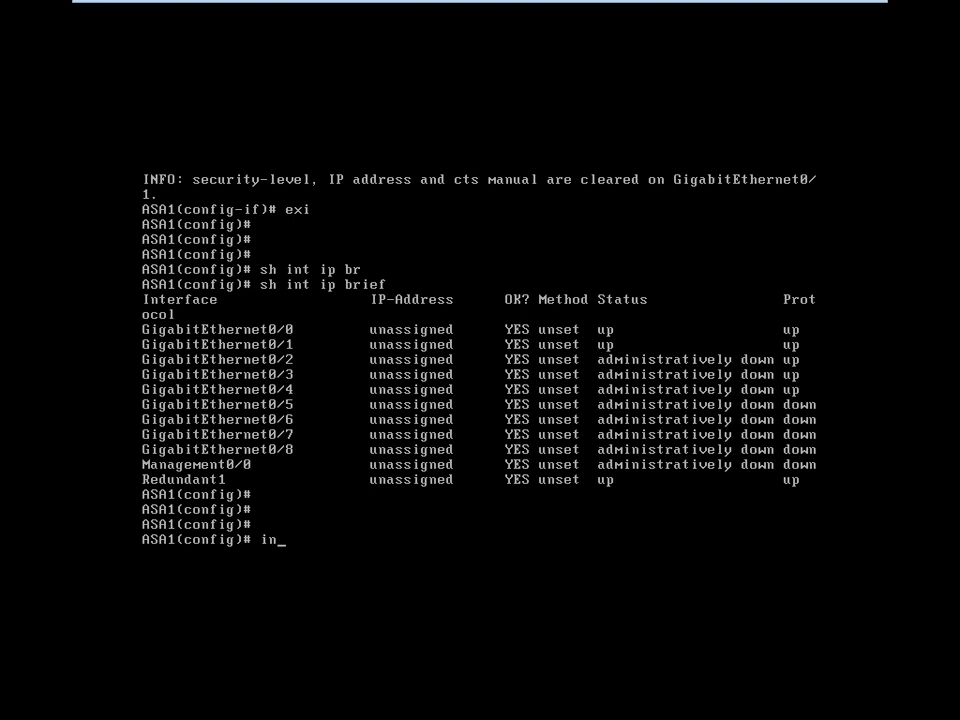 INFO: security-level, IP address and cts manual are cleared on GigabitEthernet0/
1.
ASA1(config-if)# exi
ASA1(config)#
ASA1(config)#
ASA1(config)#
ASA1(config)# sh int ip br
ASA1(config)# sh int ip brief
Interface                  IP-Address      OK? Method Status                Prot
ocol
GigabitEthernet0/0         unassigned      YES unset  up                    up
GigabitEthernet0/1         unassigned      YES unset  up                    up
GigabitEthernet0/2         unassigned      YES unset  administratively down up
GigabitEthernet0/3         unassigned      YES unset  administratively down up
GigabitEthernet0/4         unassigned      YES unset  administratively down up
GigabitEthernet0/5         unassigned      YES unset  administratively down down
GigabitEthernet0/6         unassigned      YES unset  administratively down down
GigabitEthernet0/7         unassigned      YES unset  administratively down down
GigabitEthernet0/8         unassigned      YES unset  administratively down down
Management0/0              unassigned      YES unset  administratively down down
Redundant1                 unassigned      YES unset  up                    up
ASA1(config)#
ASA1(config)#
ASA1(config)#
ASA1(config)# in_